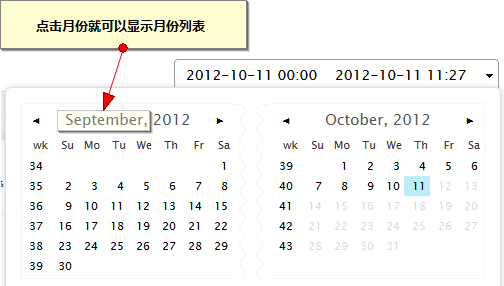 点击月份就可以显示月份列表
2012-10-11 00:00 2012-10-11 11:27
September, 2012
wk Su Mo Tu We Th Fr Sa
34 1
35 2 3 4 5 6 7 8
36 9 10 11 12 13 14 15
37 16 17 18 19 20 21 22
38 23 24 25 26 27 28 29
39 30
October, 2012
wk Su Mo Tu We Th Fr Sa
39 1 2 3 4 5 6
40 7 8 9 10 11 12 13
41 14 15 16 17 18 19 20
42 21 22 23 24 25 26 27
43 28 29 30 31
s